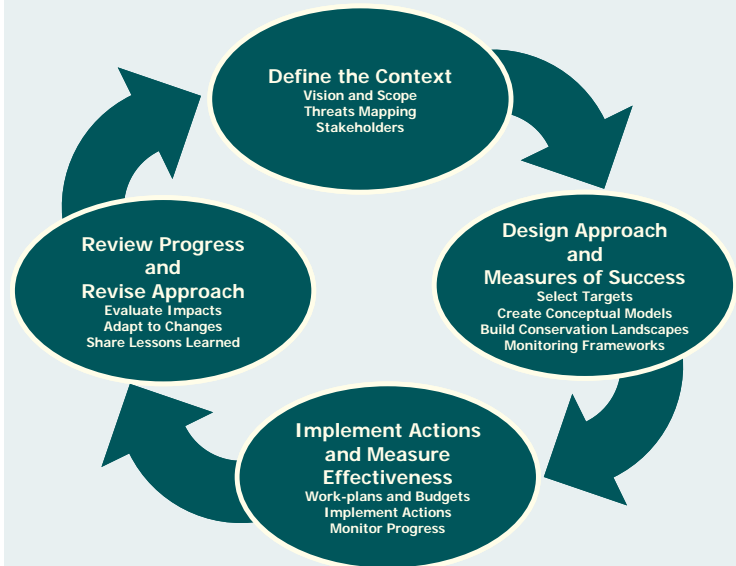 Define the Context
Vision and Scope
Threats Mapping
Stakeholders
Design Approach
and
Measures of Success
Select Targets
Create Conceptual Models
Build Conservation Landscapes
Monitoring Frameworks
Implement Actions
and Measure
Effectiveness
Work-plans and Budgets
Implement Actions
Monitor Progress
Review Progress
and
Revise Approach
Evaluate Impacts
Adapt to Changes
Share Lessons Learned